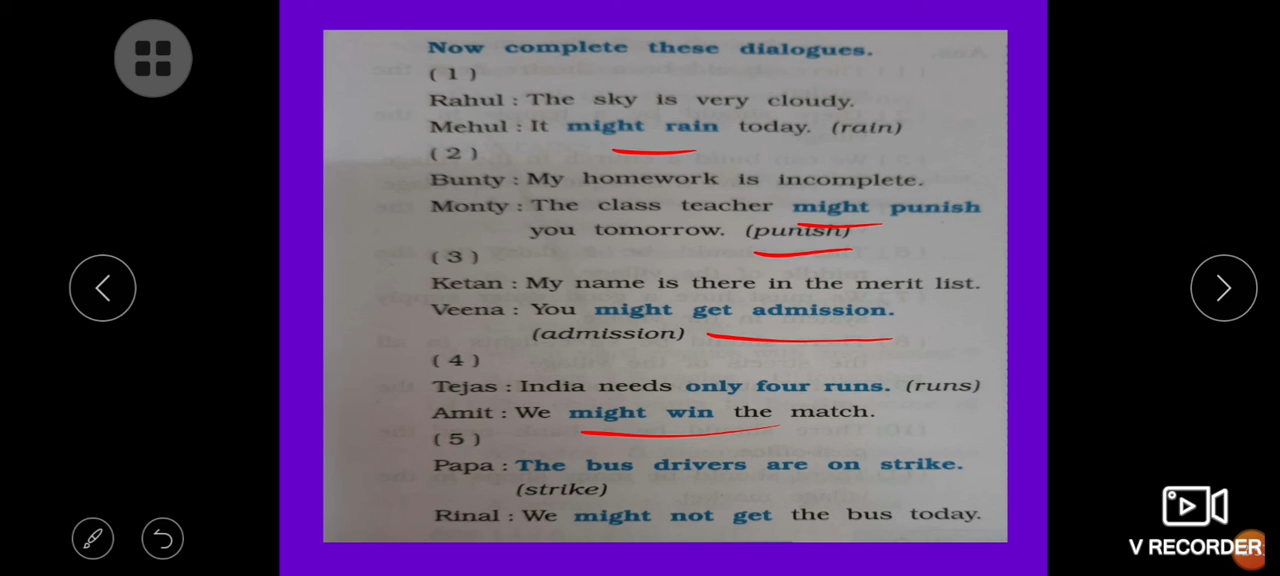 Now complete these dialogues.
( 1 )
Rahul : The sky is very cloudy.
Mehul : It might rain today. (rain)
( 2 )
Bunty : My homework is incomplete.
Monty : The class teacher might punish
you tomorrow. (punish)
( 3 )
Ketan : My name is there in the merit list.
Veena : You might get admission.
(admission)
( 4 )
Tejas : India needs only four runs. (runs)
Amit : We might win the match.
( 5 )
Papa : The bus drivers are on strike.
(strike)
Rinal : We might not get the bus today.
V RECORDER